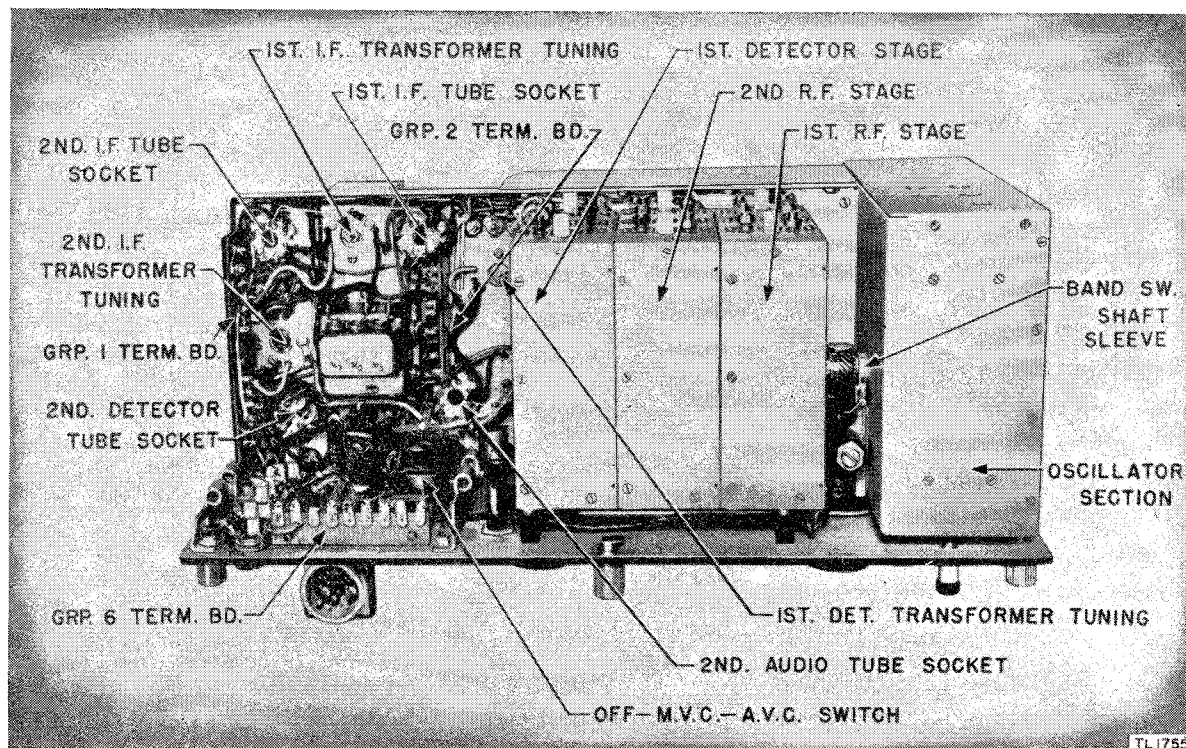 1ST. I.F. TRANSFORMER TUNING
1ST. I.F. TUBE SOCKET
GRP. 2 TERM. BD.
1ST. DETECTOR STAGE
2ND R.F. STAGE
1ST. R.F. STAGE
2ND. I.F. TUBE
SOCKET
2ND. I.F.
TRANSFORMER
TUNING
GRP. 1 TERM. BD.
2ND. DETECTOR
TUBE SOCKET
GRP. 6 TERM. BD.
BAND SW.
SHAFT
SLEEVE
OSCILLATOR
SECTION
1ST. DET. TRANSFORMER TUNING
2ND. AUDIO TUBE SOCKET
OFF-M.V.C.-A.V.C. SWITCH